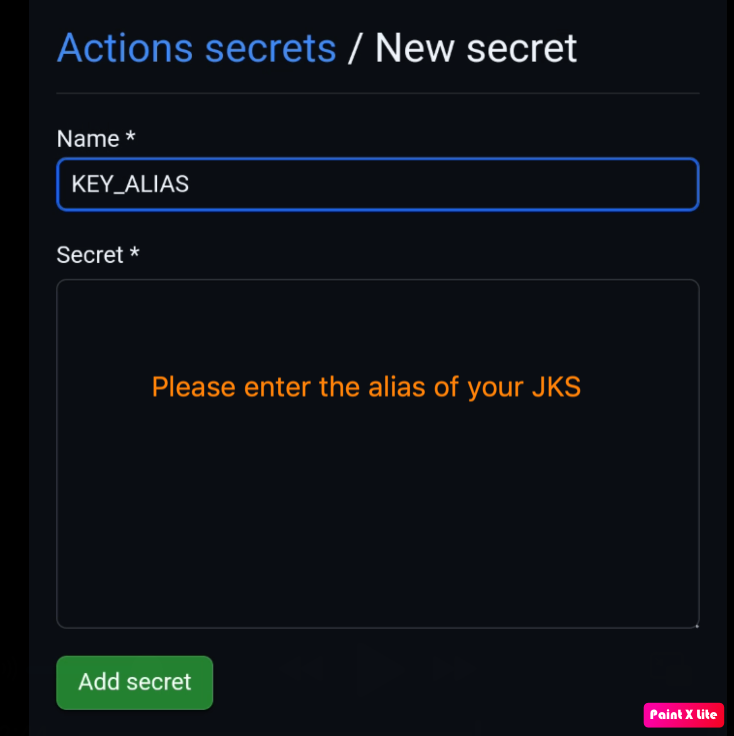 Actions secrets / New secret
Name *
KEY_ALIAS
Secret *
Please enter the alias of your JKS
Add secret
Paint X Lite